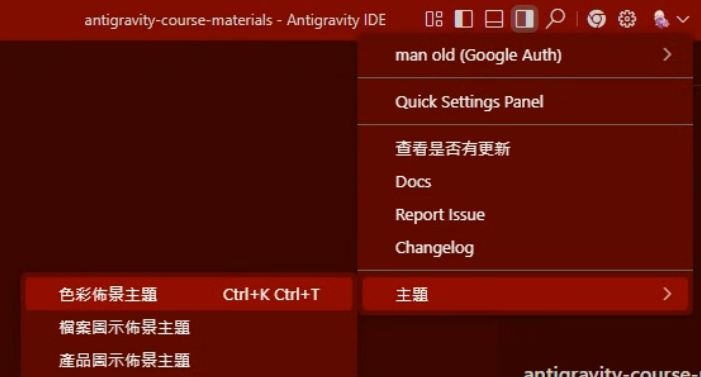 antigravity-course-materials - Antigravity IDE
man old (Google Auth)
Quick Settings Panel
查看是否有更新
Docs
Report Issue
Changelog
色彩佈景主題 Ctrl+K Ctrl+T
主題
檔案圖示佈景主題
產品圖示佈景主題
antigravity-course-